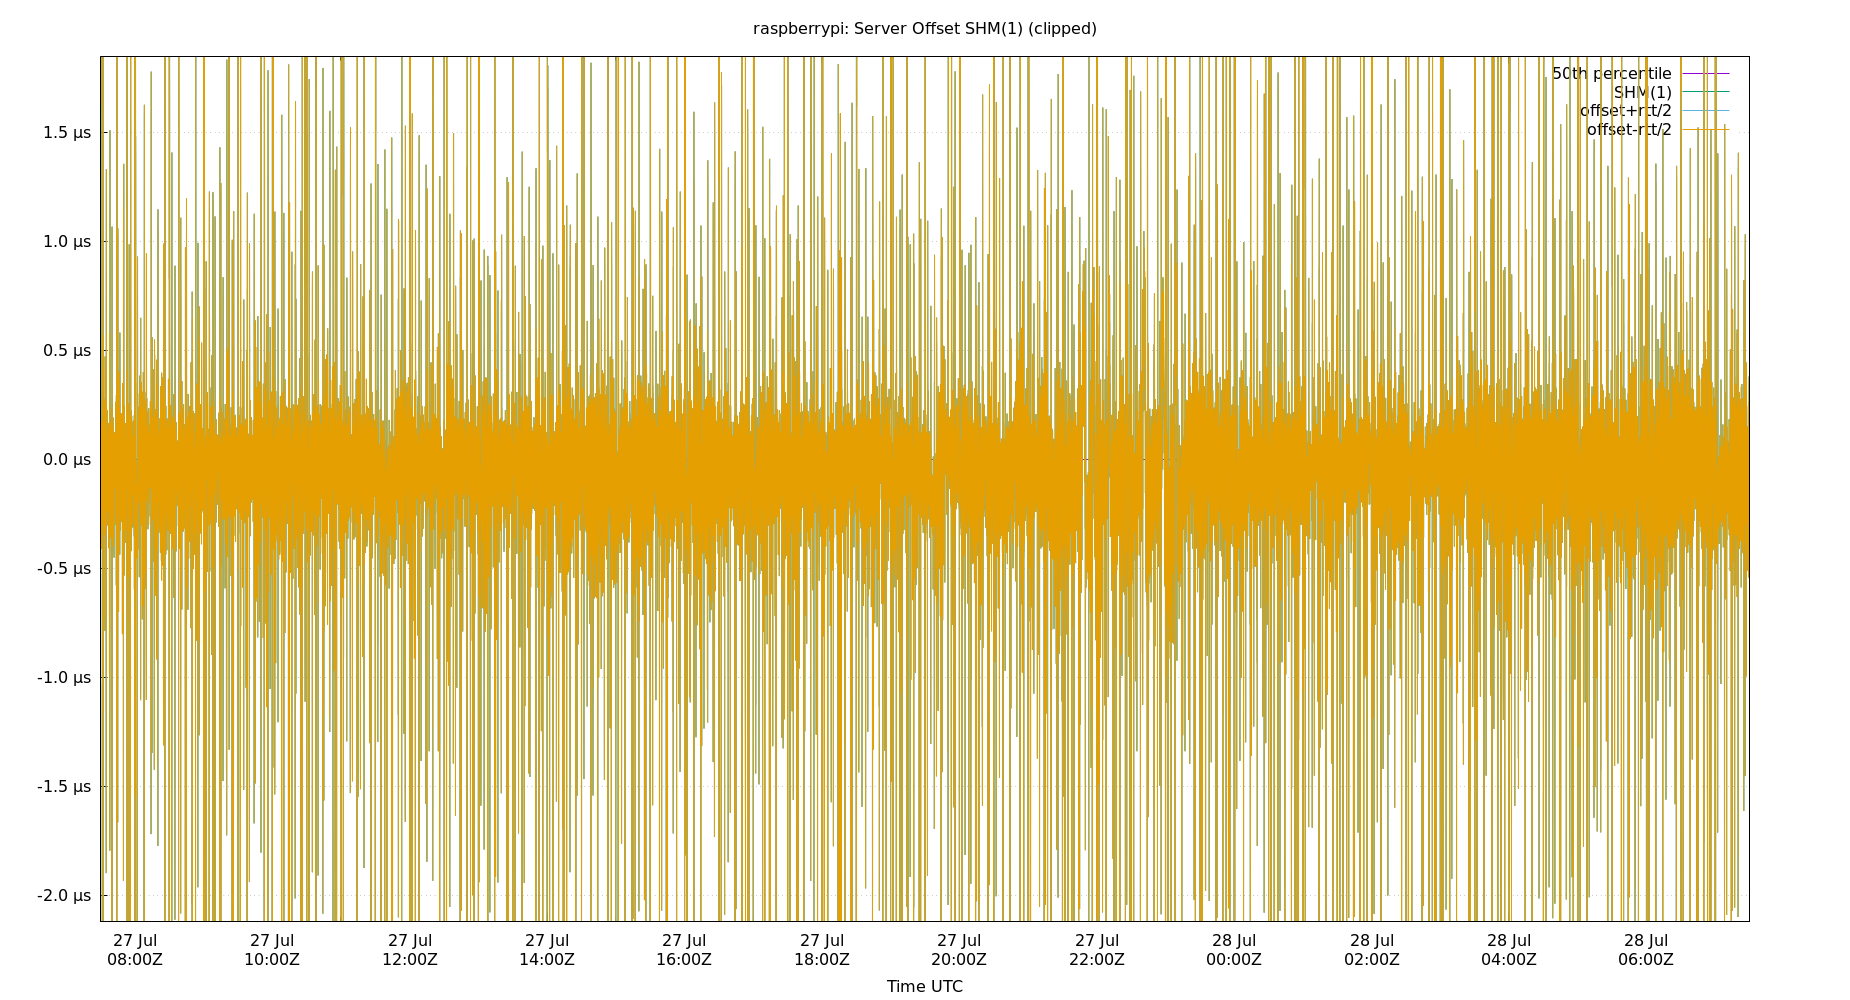 raspberrypi: Server Offset SHM(1) (clipped)
50th percentile
SHM(1)
offset+rtt/2
offset-rtt/2
1.5 µs
1.0 µs
0.5 µs
0.0 µs
-0.5 µs
-1.0 µs
-1.5 µs
-2.0 µs
27 Jul 27 Jul 27 Jul 27 Jul 27 Jul 27 Jul 27 Jul 27 Jul 28 Jul 28 Jul 28 Jul 28 Jul
08:00Z 10:00Z 12:00Z 14:00Z 16:00Z 18:00Z 20:00Z 22:00Z 00:00Z 02:00Z 04:00Z 06:00Z
Time UTC